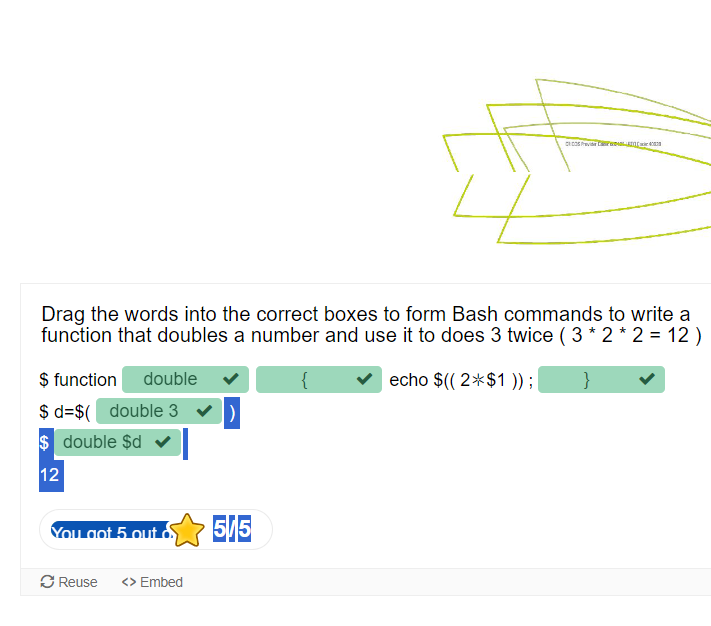 Drag the words into the correct boxes to form Bash commands to write a
function that doubles a number and use it to does 3 twice ( 3 * 2 * 2 = 12 )
$ function double { echo $(( 2*$1 )) ; }
$ d=$( double 3 )
$ double $d
12
You got 5 out 5/5
Reuse <> Embed